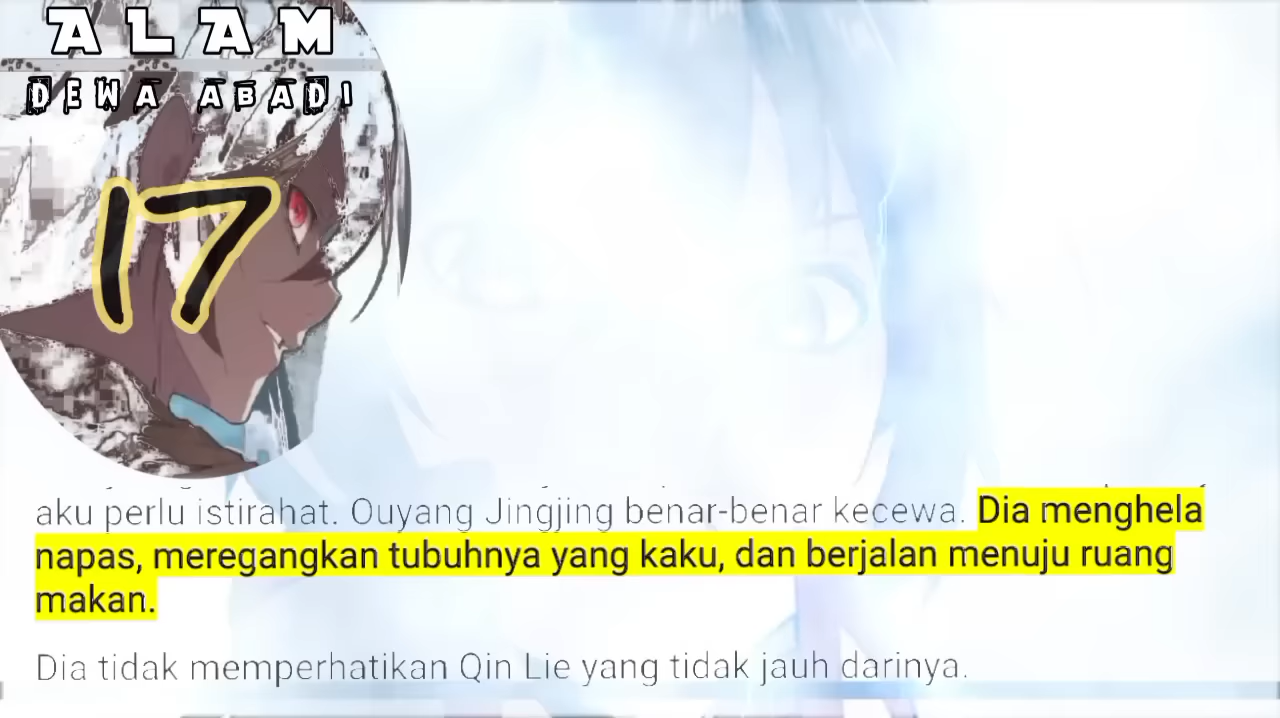 ALAM
DEWA ABADI
17
aku perlu istirahat. Ouyang Jingjing benar-benar kecewa. Dia menghela
napas, meregangkan tubuhnya yang kaku, dan berjalan menuju ruang
makan.
Dia tidak memperhatikan Qin Lie yang tidak jauh darinya.